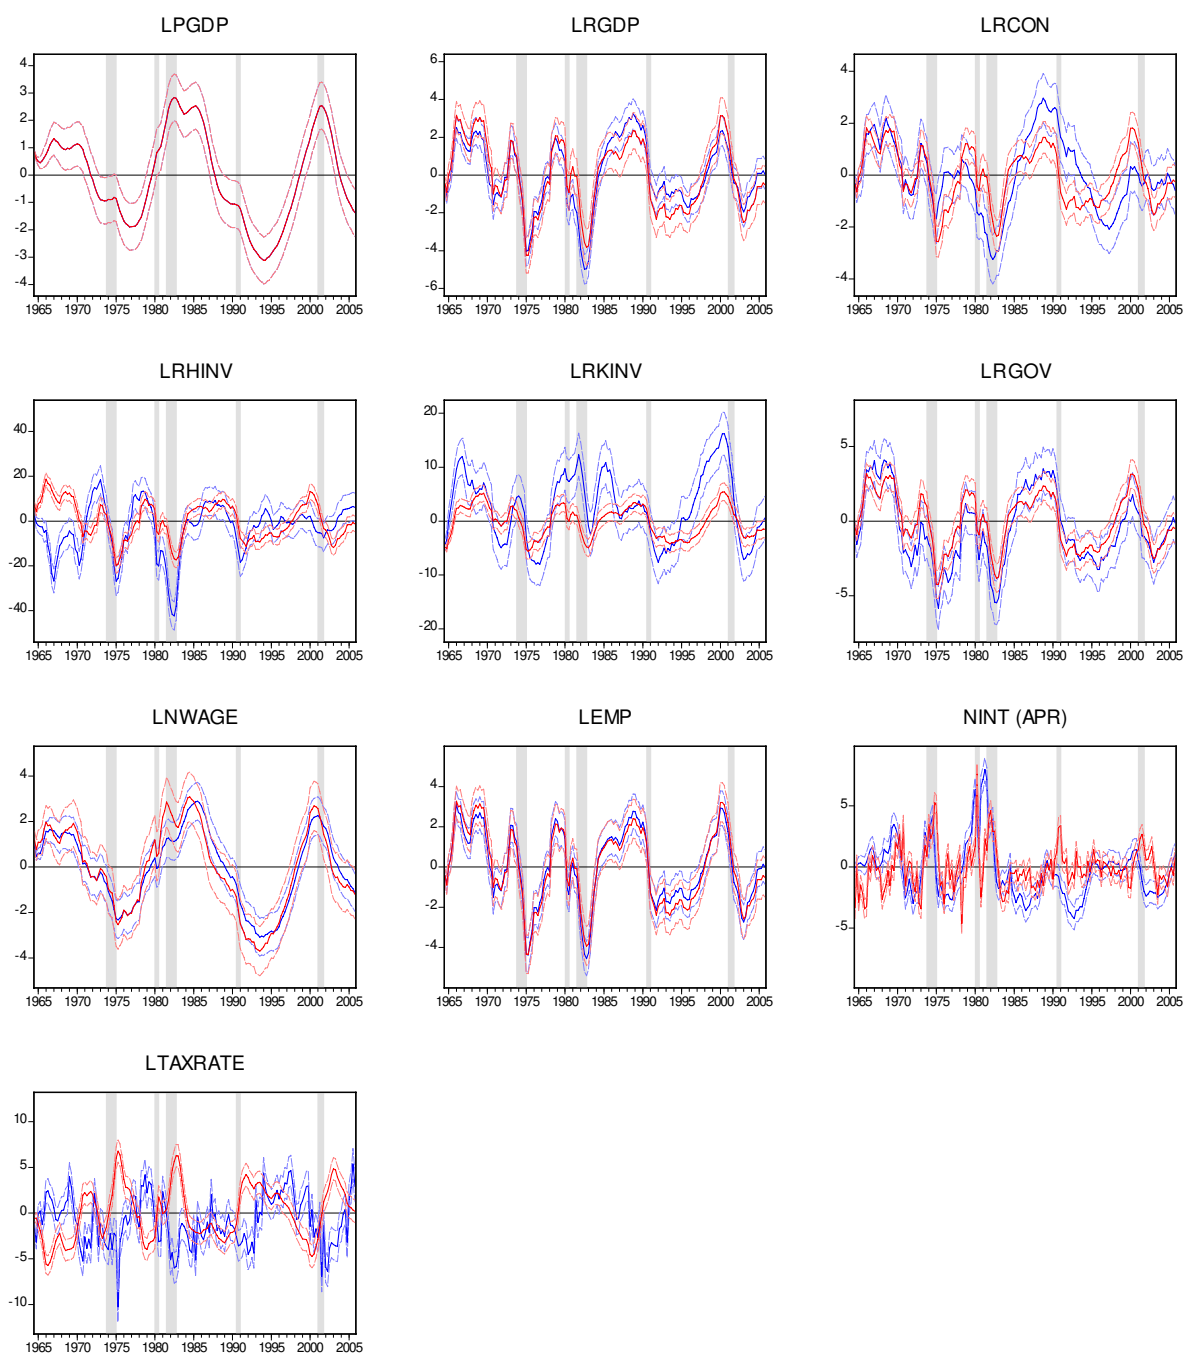 LPGDP LRGDP LRCON
4 3 2 1 0 -1 -2 -3 -4
1965 1970 1975 1980 1985 1990 1995 2000 2005
6 4 2 0 -2 -4 -6
1965 1970 1975 1980 1985 1990 1995 2000 2005
4 2 0 -2 -4
1965 1970 1975 1980 1985 1990 1995 2000 2005
LRHINV LRKINV LRGOV
40 20 0 -20 -40
1965 1970 1975 1980 1985 1990 1995 2000 2005
20 10 0 -10 -20
1965 1970 1975 1980 1985 1990 1995 2000 2005
5 0 -5
1965 1970 1975 1980 1985 1990 1995 2000 2005
LNWAGE LEMP NINT (APR)
4 2 0 -2 -4
1965 1970 1975 1980 1985 1990 1995 2000 2005
4 2 0 -2 -4
1965 1970 1975 1980 1985 1990 1995 2000 2005
5 0 -5
1965 1970 1975 1980 1985 1990 1995 2000 2005
LTAXRATE
10 5 0 -5 -10
1965 1970 1975 1980 1985 1990 1995 2000 2005